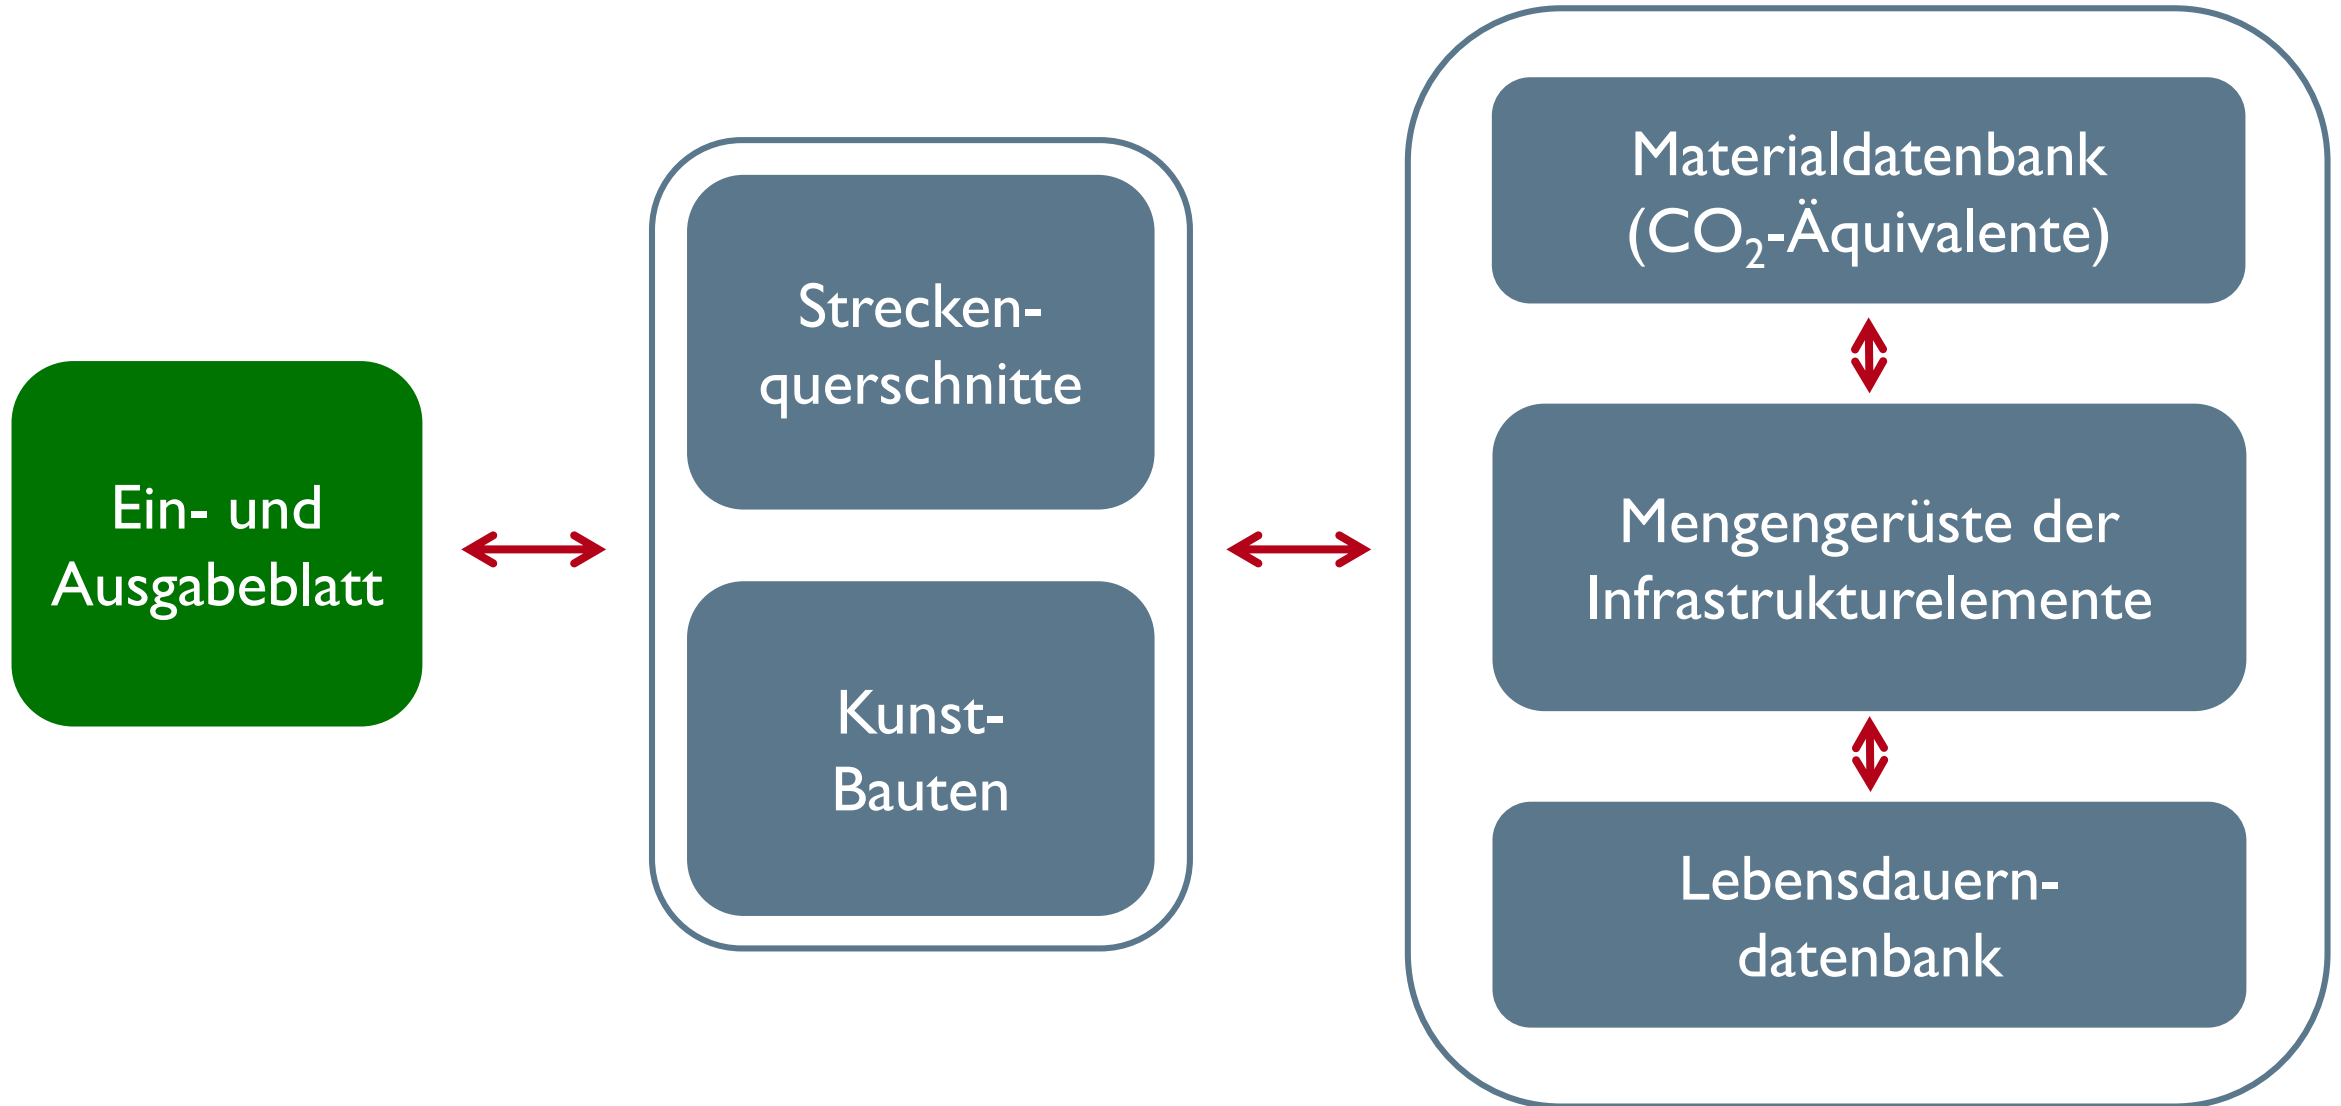 Ein- und
Ausgabeblatt
Strecken-
querschnitte
Kunst-
Bauten
Materialdatenbank
(CO₂-Äquivalente)
Mengengerüste der
Infrastrukturelemente
Lebensdauern-
datenbank